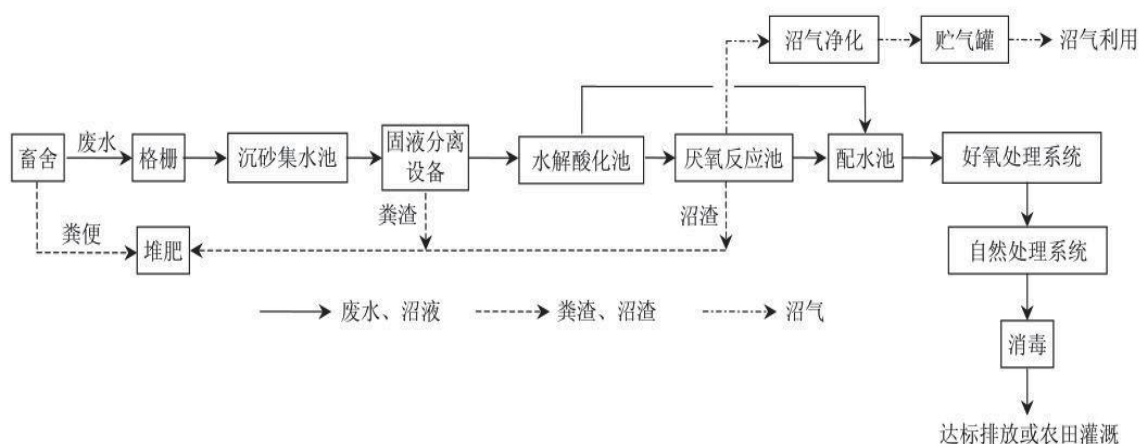 沼气净化
贮气罐
沼气利用
畜舍
废水
格栅
沉砂集水池
固液分离
设备
水解酸化池
厌氧反应池
配水池
好氧处理系统
粪便
堆肥
粪渣
沼渣
自然处理系统
废水、沼液
粪渣、沼渣
沼气
消毒
达标排放或农田灌溉